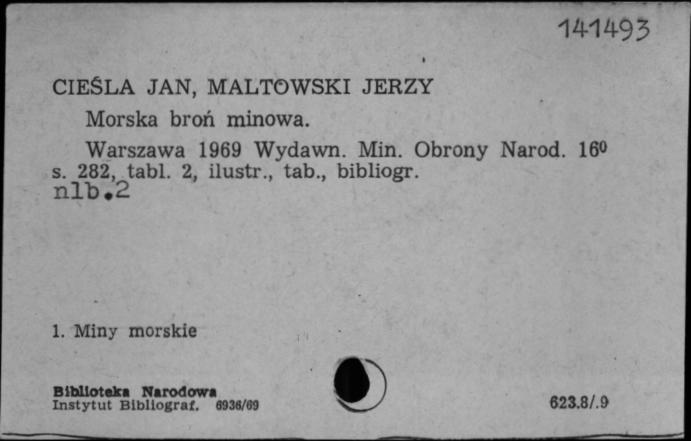 141493
CIEŚLA JAN, MALTOWSKI JERZY
Morska broń minowa.
Warszawa 1969 Wydawn. Min. Obrony Narod. 16⁰
s. 282, tabl. 2, ilustr., tab., bibliogr.
nlb.2
1. Miny morskie
Biblioteka Narodowa
Instytut Bibliograf. 6936/69
623.8/.9